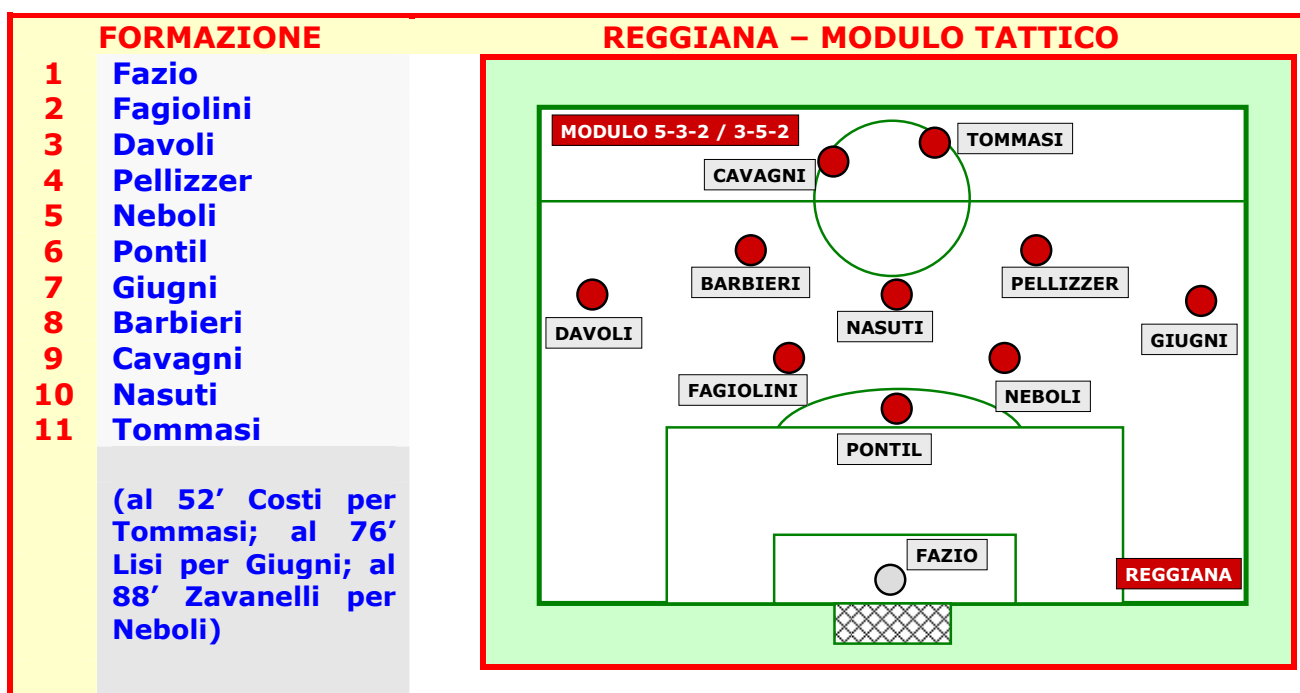 FORMAZIONE
1 Fazio
2 Fagiolini
3 Davoli
4 Pellizzer
5 Neboli
6 Pontil
7 Giugni
8 Barbieri
9 Cavagni
10 Nasuti
11 Tommasi
(al 52’ Costi per
Tommasi; al 76’
Lisi per Giugni; al
88’ Zavanelli per
Neboli)
REGGIANA – MODULO TATTICO
MODULO 5-3-2 / 3-5-2
TOMMASI
CAVAGNI
BARBIERI
PELLIZZER
DAVOLI
NASUTI
GIUGNI
FAGIOLINI
NEBOLI
PONTIL
FAZIO
REGGIANA